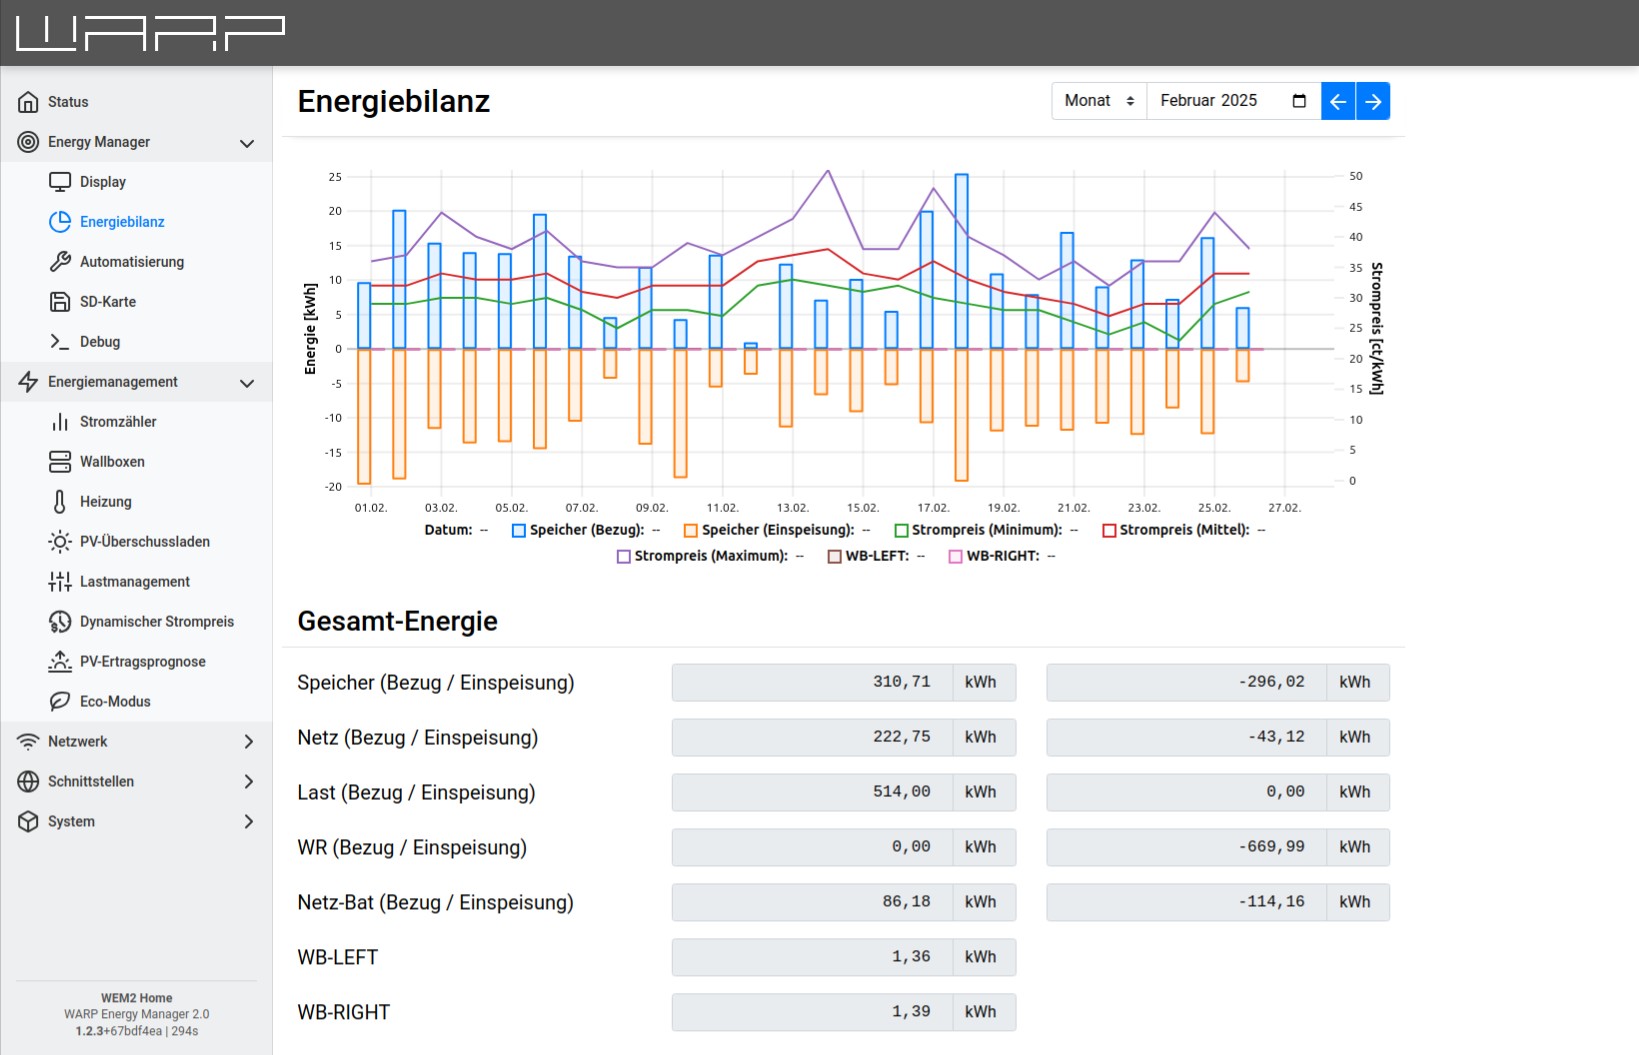 WARP
Status
Energy Manager
Display
Energiebilanz
Automatisierung
SD-Karte
Debug
Energiemanagement
Stromzähler
Wallboxen
Heizung
PV-Überschussladen
Lastmanagement
Dynamischer Strompreis
PV-Ertragsprognose
Eco-Modus
Netzwerk
Schnittstellen
System
WEM2 Home
WARP Energy Manager 2.0
1.2.3+67bdf4ea | 294s
Energiebilanz
Monat
Februar 2025
Energie [kWh]
25
20
15
10
5
0
-5
-10
-15
-20
50
45
40
35
30
25
20
15
10
5
0
Strompreis [ct/kWh]
01.02. 03.02. 05.02. 07.02. 09.02. 11.02. 13.02. 15.02. 17.02. 19.02. 21.02. 23.02. 25.02. 27.02.
Datum: -- Speicher (Bezug): -- Speicher (Einspeisung): -- Strompreis (Minimum): -- Strompreis (Mittel): --
Strompreis (Maximum): -- WB-LEFT: -- WB-RIGHT: --
Gesamt-Energie
Speicher (Bezug / Einspeisung) 310,71 kWh -296,02 kWh
Netz (Bezug / Einspeisung) 222,75 kWh -43,12 kWh
Last (Bezug / Einspeisung) 514,00 kWh 0,00 kWh
WR (Bezug / Einspeisung) 0,00 kWh -669,99 kWh
Netz-Bat (Bezug / Einspeisung) 86,18 kWh -114,16 kWh
WB-LEFT 1,36 kWh
WB-RIGHT 1,39 kWh